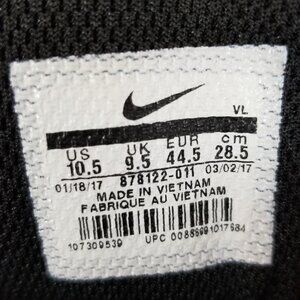 VL
US UK EUR cm
10.5 9.5 44.5 28.5
01/18/17 878122-011 03/02/17
MADE IN VIETNAM
FABRIQUE AU VIETNAM
107309539
UPC